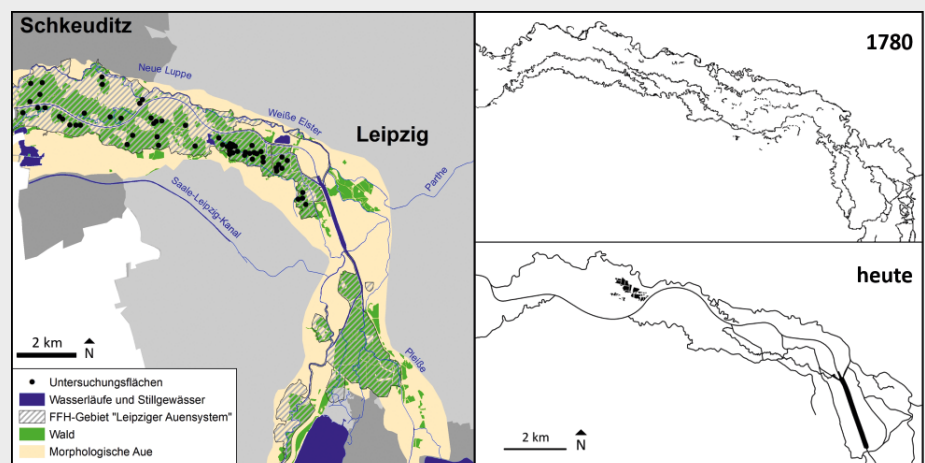 Schkeuditz
Neue Luppe
Weiße Elster
Leipzig
Parthe
Saale-Leipzig-Kanal
Pleiße
2 km
N
Untersuchungsflächen
Wasserläufe und Stillgewässer
FFH-Gebiet "Leipziger Auensystem"
Wald
Morphologische Aue
1780
heute
2 km
N